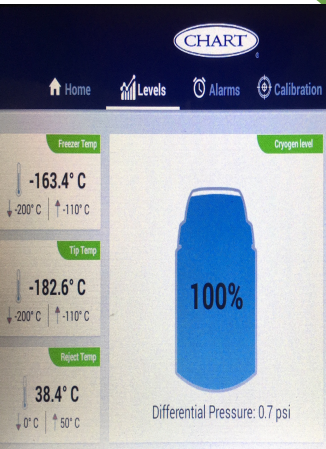 CHART
®
Home Levels Alarms Calibration
Freezer Temp
-163.4° C
-200° C -110° C
Tip Temp
-182.6° C
-200° C -110° C
Reject Temp
38.4° C
0° C 50° C
Cryogen level
100%
Differential Pressure: 0.7 psi